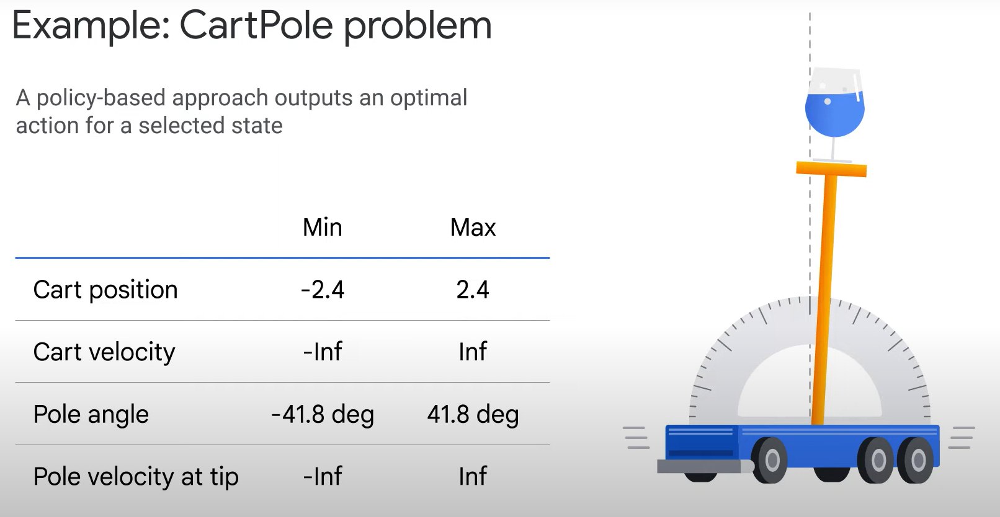 Example: CartPole problem
A policy-based approach outputs an optimal
action for a selected state
Min Max
Cart position -2.4 2.4
Cart velocity -Inf Inf
Pole angle -41.8 deg 41.8 deg
Pole velocity at tip -Inf Inf